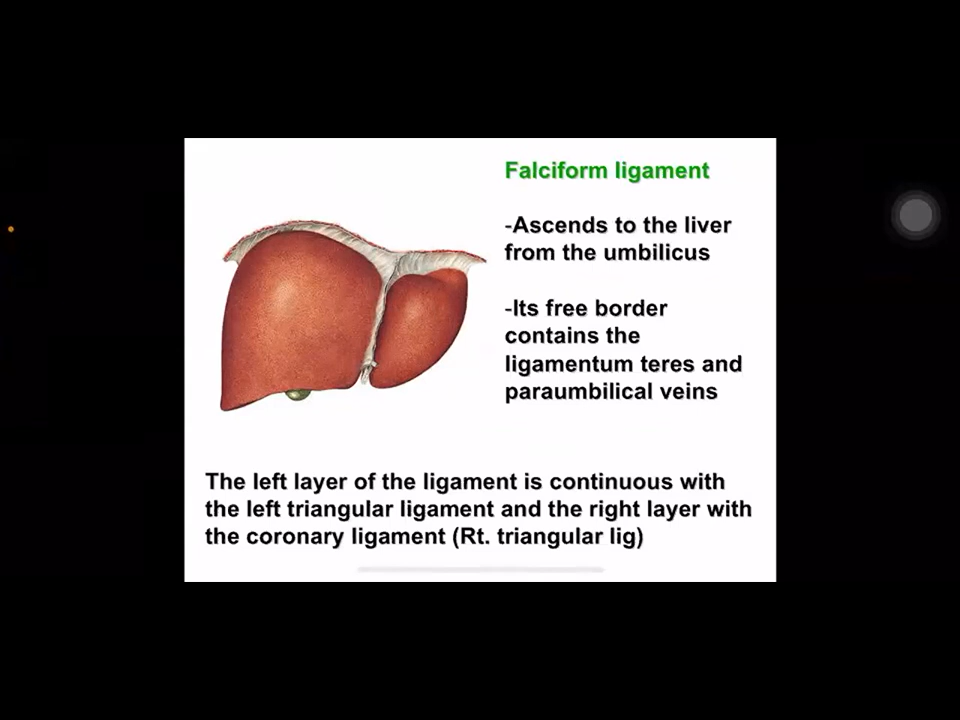 Falciform ligament
-Ascends to the liver
from the umbilicus
-Its free border
contains the
ligamentum teres and
paraumbilical veins
The left layer of the ligament is continuous with
the left triangular ligament and the right layer with
the coronary ligament (Rt. triangular lig)